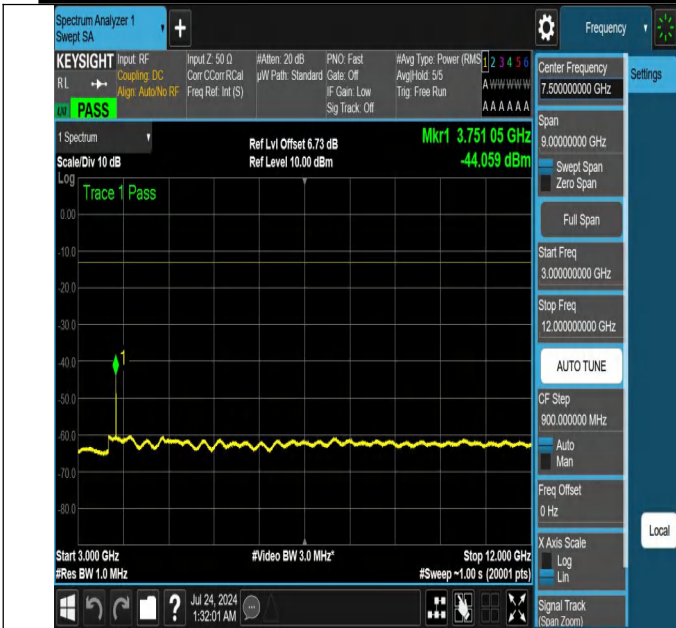 Spectrum Analyzer 1
Swept SA
+
Frequency
KEYSIGHT
RL
PASS
Input: RF
Coupling: DC
Align: Auto/No RF
Input Z: 50 Ω
Corr CCorr RCal
Freq Ref: Int (S)
#Atten: 20 dB
µW Path: Standard
PNO: Fast
Gate: Off
IF Gain: Low
Sig Track: Off
#Avg Type: Power (RMS
Avg|Hold: 5/5
Trig: Free Run
1 2 3 4 5 6
A W W W W W
A A A A A A
1 Spectrum
Scale/Div 10 dB
Log
Ref Lvl Offset 6.73 dB
Ref Level 10.00 dBm
Mkr1 3.751 05 GHz
-44.059 dBm
Trace 1 Pass
0.00
-10.0
-20.0
-30.0
-40.0
-50.0
-60.0
-70.0
-80.0
1
Start 3.000 GHz
#Res BW 1.0 MHz
#Video BW 3.0 MHz*
Stop 12.000 GHz
#Sweep ~1.00 s (20001 pts)
Center Frequency
7.500000000 GHz
Span
9.00000000 GHz
Swept Span
Zero Span
Full Span
Start Freq
3.000000000 GHz
Stop Freq
12.000000000 GHz
AUTO TUNE
CF Step
900.000000 MHz
Auto
Man
Freq Offset
0 Hz
X Axis Scale
Log
Lin
Signal Track
(Span Zoom)
Settings
Local
?
Jul 24, 2024
1:32:01 AM